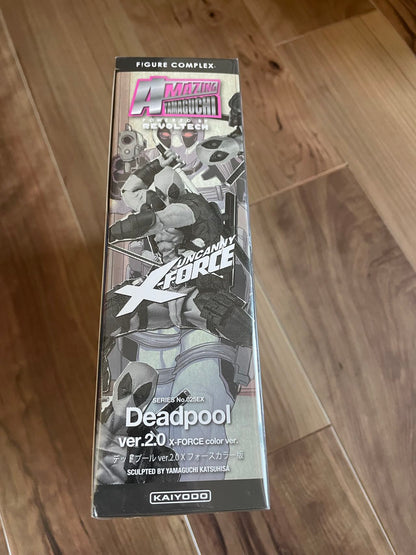 FIGURE COMPLEX
AMAZING
YAMAGUCHI
POWERED BY
REVOLTECH
UNCANNY
X-FORCE
SERIES No.025EX
Deadpool
ver.2.0 X-FORCE color ver.
デッドプール ver.2.0 X フォースカラー版
SCULPTED BY YAMAGUCHI KATSUHISA
KAIYODO